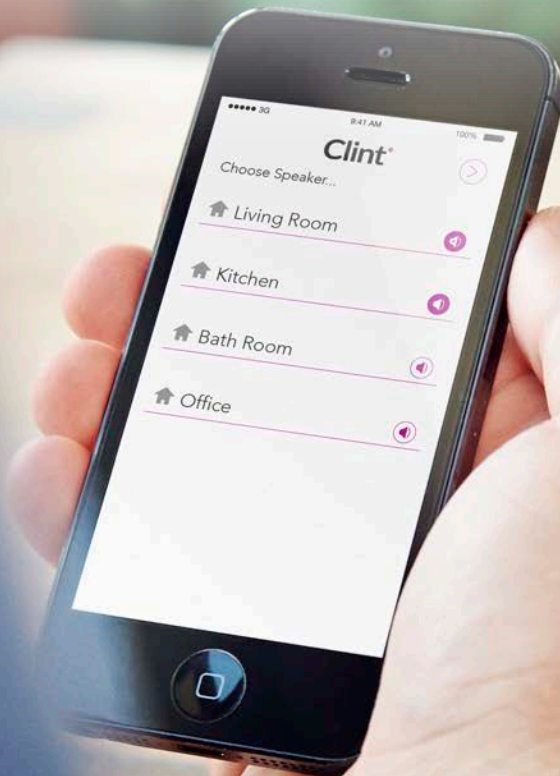 3G
9:41 AM
100%
Clint
Choose Speaker...
Living Room
Kitchen
Bath Room
Office